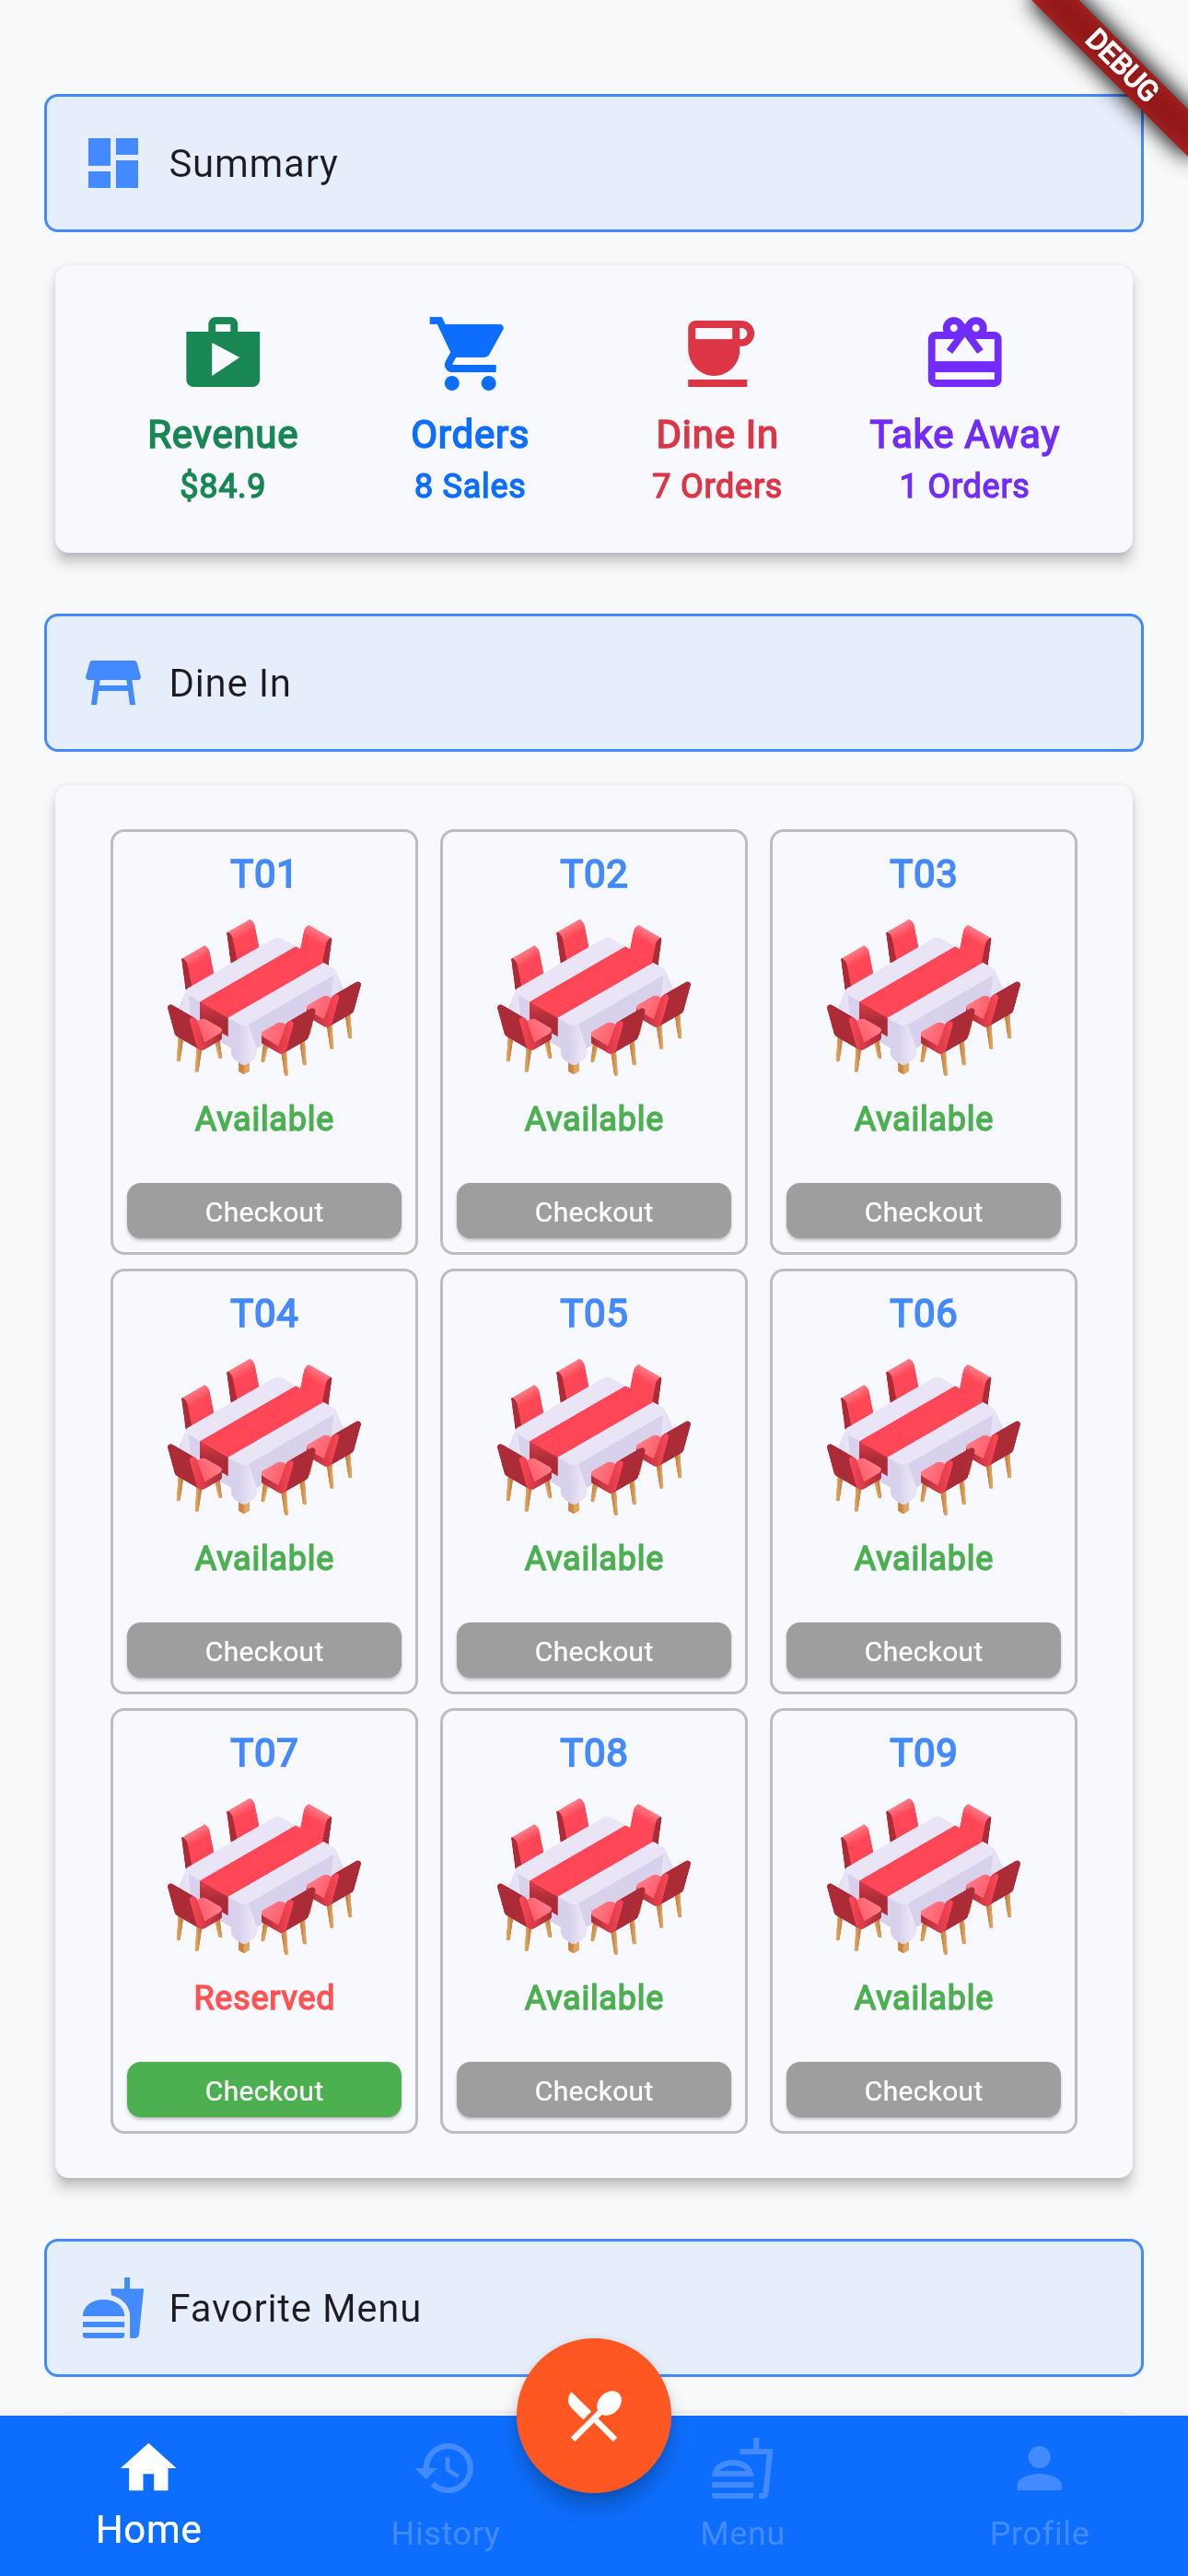 DEBUG
Summary
Revenue Orders Dine In Take Away
$84.9 8 Sales 7 Orders 1 Orders
Dine In
T01 T02 T03
Available Available Available
Checkout Checkout Checkout
T04 T05 T06
Available Available Available
Checkout Checkout Checkout
T07 T08 T09
Reserved Available Available
Checkout Checkout Checkout
Favorite Menu
Home History Menu Profile